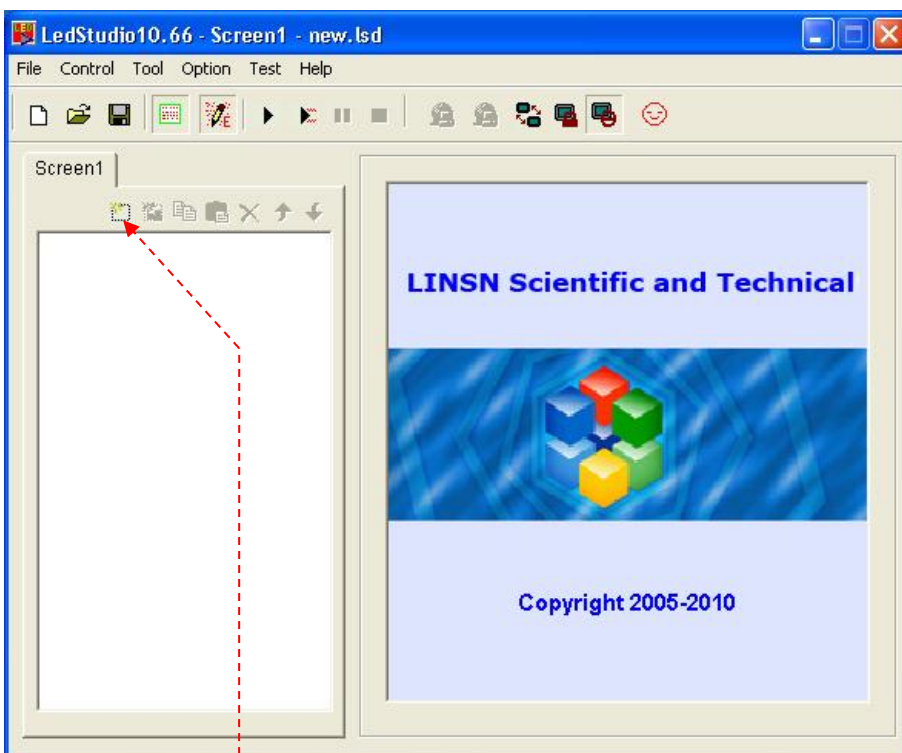 LedStudio10.66 - Screen1 - new.lsd
File Control Tool Option Test Help
E
Screen1
LINSN Scientific and Technical
Copyright 2005-2010